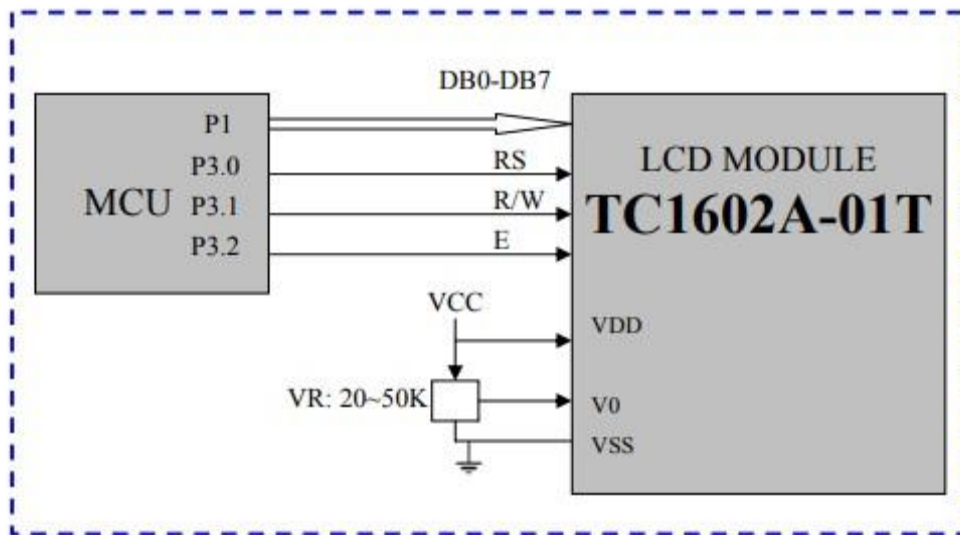 DB0-DB7
P1
RS
P3.0
LCD MODULE
MCU
P3.1
R/W
TC1602A-01T
P3.2
E
VCC
VDD
VR: 20~50K
V0
VSS